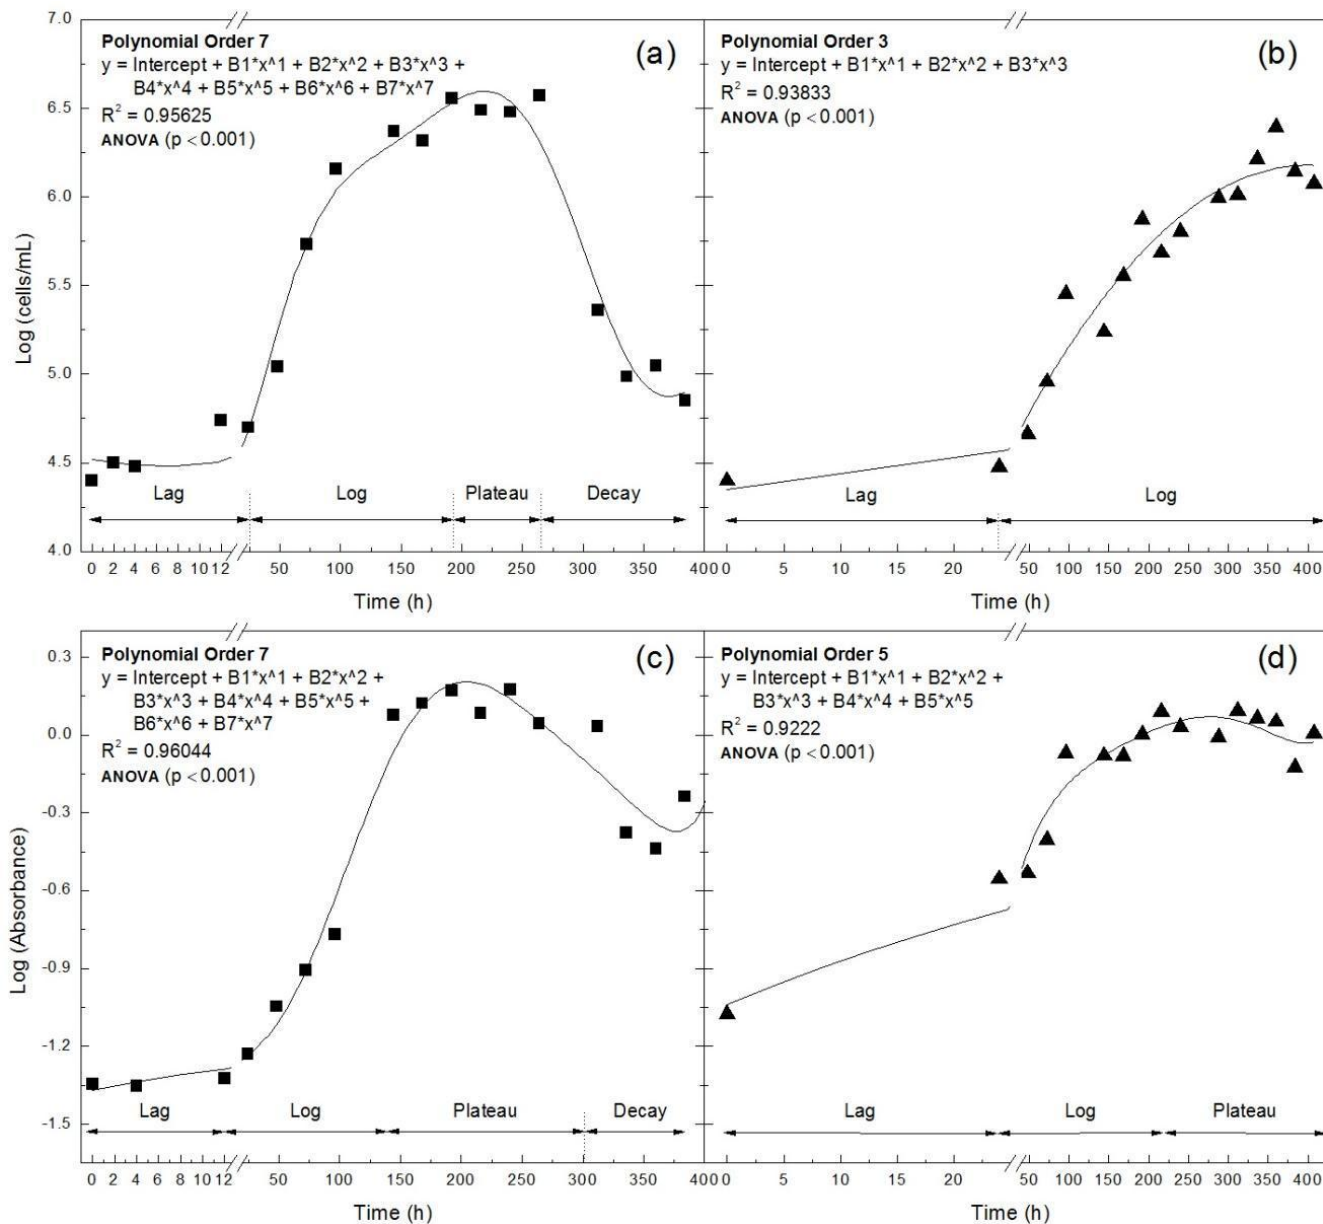 Polynomial Order 7
y = Intercept + B1*x^1 + B2*x^2 + B3*x^3 +
B4*x^4 + B5*x^5 + B6*x^6 + B7*x^7
R² = 0.95625
ANOVA (p < 0.001)
(a)
Log (cells/mL)
7.0
6.5
6.0
5.5
5.0
4.5
4.0
Lag
Log
Plateau
Decay
0 2 4 6 8 10 12 50 100 150 200 250 300 350 400
Time (h)
Polynomial Order 3
y = Intercept + B1*x^1 + B2*x^2 + B3*x^3
R² = 0.93833
ANOVA (p < 0.001)
(b)
Lag
Log
0 5 10 15 20 50 100 150 200 250 300 350 400
Time (h)
Polynomial Order 7
y = Intercept + B1*x^1 + B2*x^2 +
B3*x^3 + B4*x^4 + B5*x^5 +
B6*x^6 + B7*x^7
R² = 0.96044
ANOVA (p < 0.001)
(c)
Log (Absorbance)
0.3
0.0
-0.3
-0.6
-0.9
-1.2
-1.5
Lag
Log
Plateau
Decay
0 2 4 6 8 10 12 50 100 150 200 250 300 350 400
Time (h)
Polynomial Order 5
y = Intercept + B1*x^1 + B2*x^2 +
B3*x^3 + B4*x^4 + B5*x^5
R² = 0.9222
ANOVA (p < 0.001)
(d)
Lag
Log
Plateau
0 5 10 15 20 50 100 150 200 250 300 350 400
Time (h)